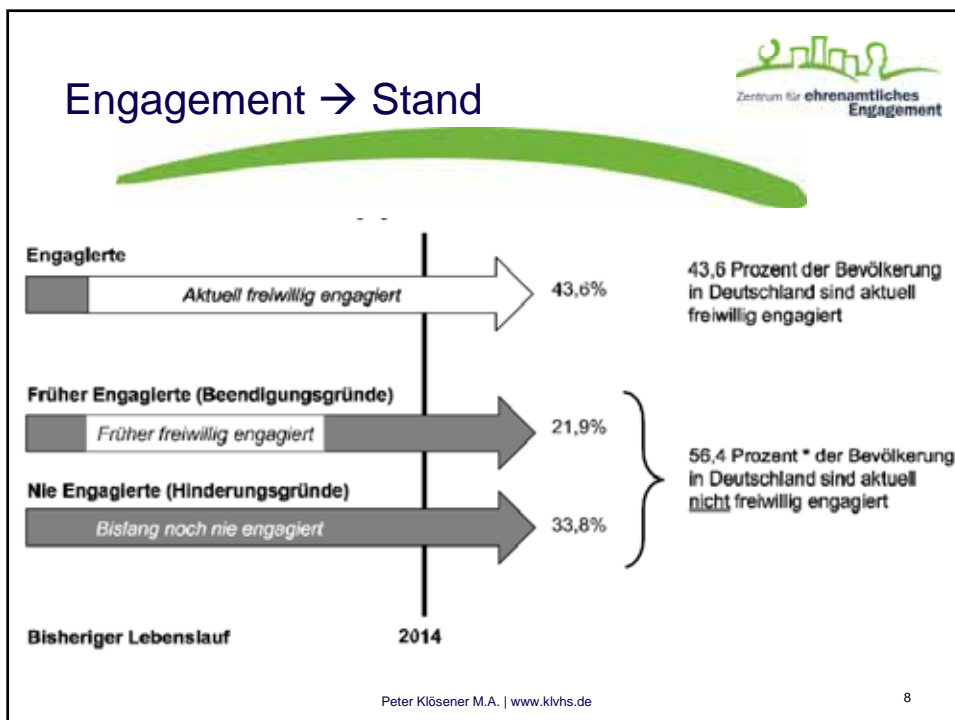 Engagement → Stand
Zentrum für ehrenamtliches
Engagement
Engagierte
Aktuell freiwillig engagiert
43,6%
43,6 Prozent der Bevölkerung
in Deutschland sind aktuell
freiwillig engagiert
Früher Engagierte (Beendigungsgründe)
Früher freiwillig engagiert
21,9%
Nie Engagierte (Hinderungsgründe)
Bislang noch nie engagiert
33,8%
56,4 Prozent * der Bevölkerung
in Deutschland sind aktuell
nicht freiwillig engagiert
Bisheriger Lebenslauf
2014
Peter Klösener M.A. | www.klvhs.de
8